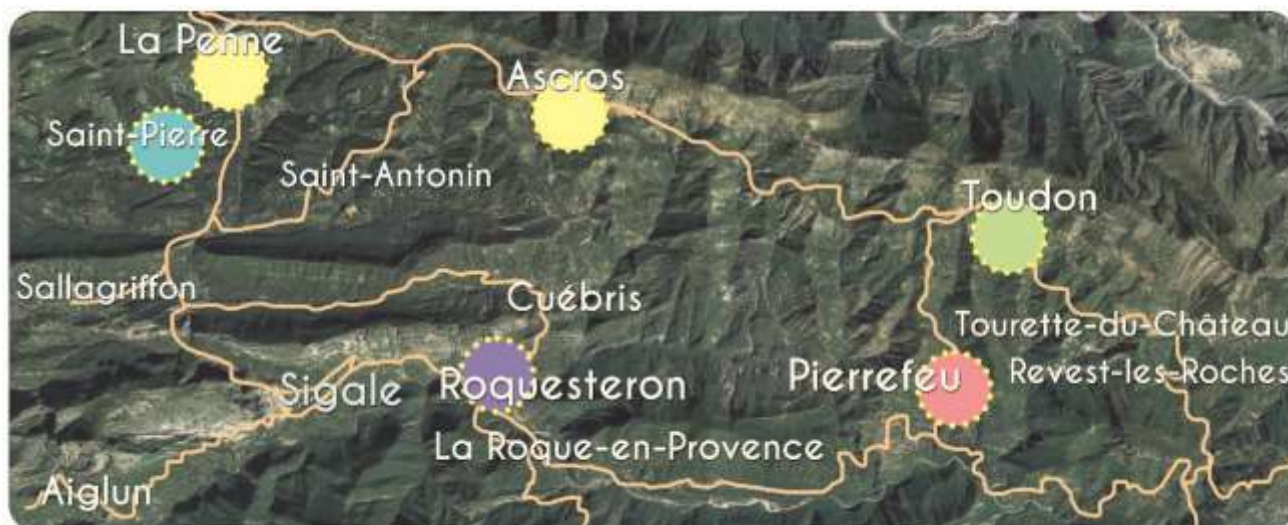 La Penne
Ascros
Saint-Pierre
Saint-Antonin
Toudon
Sallagriffon
Cuébris
Tourette-du-Château
Sigale
Roquesteron
Pierrefeu
Revest-les-Roches
La Roque-en-Provence
Aiglun